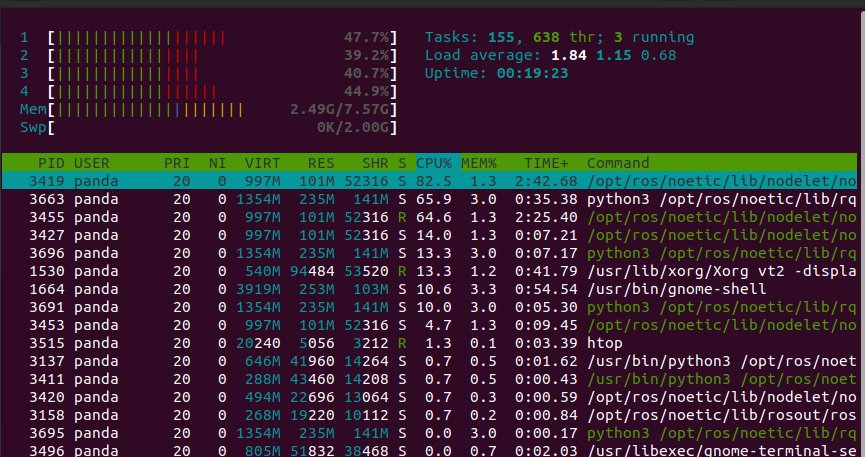 1 [|||||||||||||||||||47.7%]
2 [||||||||||||||||39.2%]
3 [||||||||||||||||40.7%]
4 [||||||||||||||||||44.9%]
Mem[|||||||||||||||||||||2.49G/7.57G]
Swp[0K/2.00G]
Tasks: 155, 638 thr; 3 running
Load average: 1.84 1.15 0.68
Uptime: 00:19:23
PID USER PRI NI VIRT RES SHR S CPU% MEM% TIME+ Command
3419 panda 20 0 997M 101M 52316 S 82.5 1.3 2:42.68 /opt/ros/noetic/lib/nodelet/no
3663 panda 20 0 1354M 235M 141M S 65.9 3.0 0:35.38 python3 /opt/ros/noetic/lib/rq
3455 panda 20 0 997M 101M 52316 R 64.6 1.3 2:25.40 /opt/ros/noetic/lib/nodelet/no
3427 panda 20 0 997M 101M 52316 S 14.0 1.3 0:07.21 /opt/ros/noetic/lib/nodelet/no
3696 panda 20 0 1354M 235M 141M S 13.3 3.0 0:07.17 python3 /opt/ros/noetic/lib/rq
1530 panda 20 0 540M 94484 53520 R 13.3 1.2 0:41.79 /usr/lib/xorg/Xorg vt2 -displa
1664 panda 20 0 3919M 253M 103M S 10.6 3.3 0:54.54 /usr/bin/gnome-shell
3691 panda 20 0 1354M 235M 141M S 10.0 3.0 0:05.30 python3 /opt/ros/noetic/lib/rq
3453 panda 20 0 997M 101M 52316 S 4.7 1.3 0:09.45 /opt/ros/noetic/lib/nodelet/no
3515 panda 20 0 20240 5056 3212 R 1.3 0.1 0:03.39 htop
3137 panda 20 0 646M 41960 14264 S 0.7 0.5 0:01.62 /usr/bin/python3 /opt/ros/noet
3411 panda 20 0 288M 43460 14208 S 0.7 0.5 0:00.43 /usr/bin/python3 /opt/ros/noet
3420 panda 20 0 494M 22696 13064 S 0.7 0.3 0:00.59 /opt/ros/noetic/lib/nodelet/no
3158 panda 20 0 268M 19220 10112 S 0.7 0.2 0:00.84 /opt/ros/noetic/lib/rosout/ros
3695 panda 20 0 1354M 235M 141M S 0.0 3.0 0:00.17 python3 /opt/ros/noetic/lib/rq
3496 panda 20 0 805M 51832 38468 S 0.0 0.7 0:02.03 /usr/libexec/gnome-terminal-se